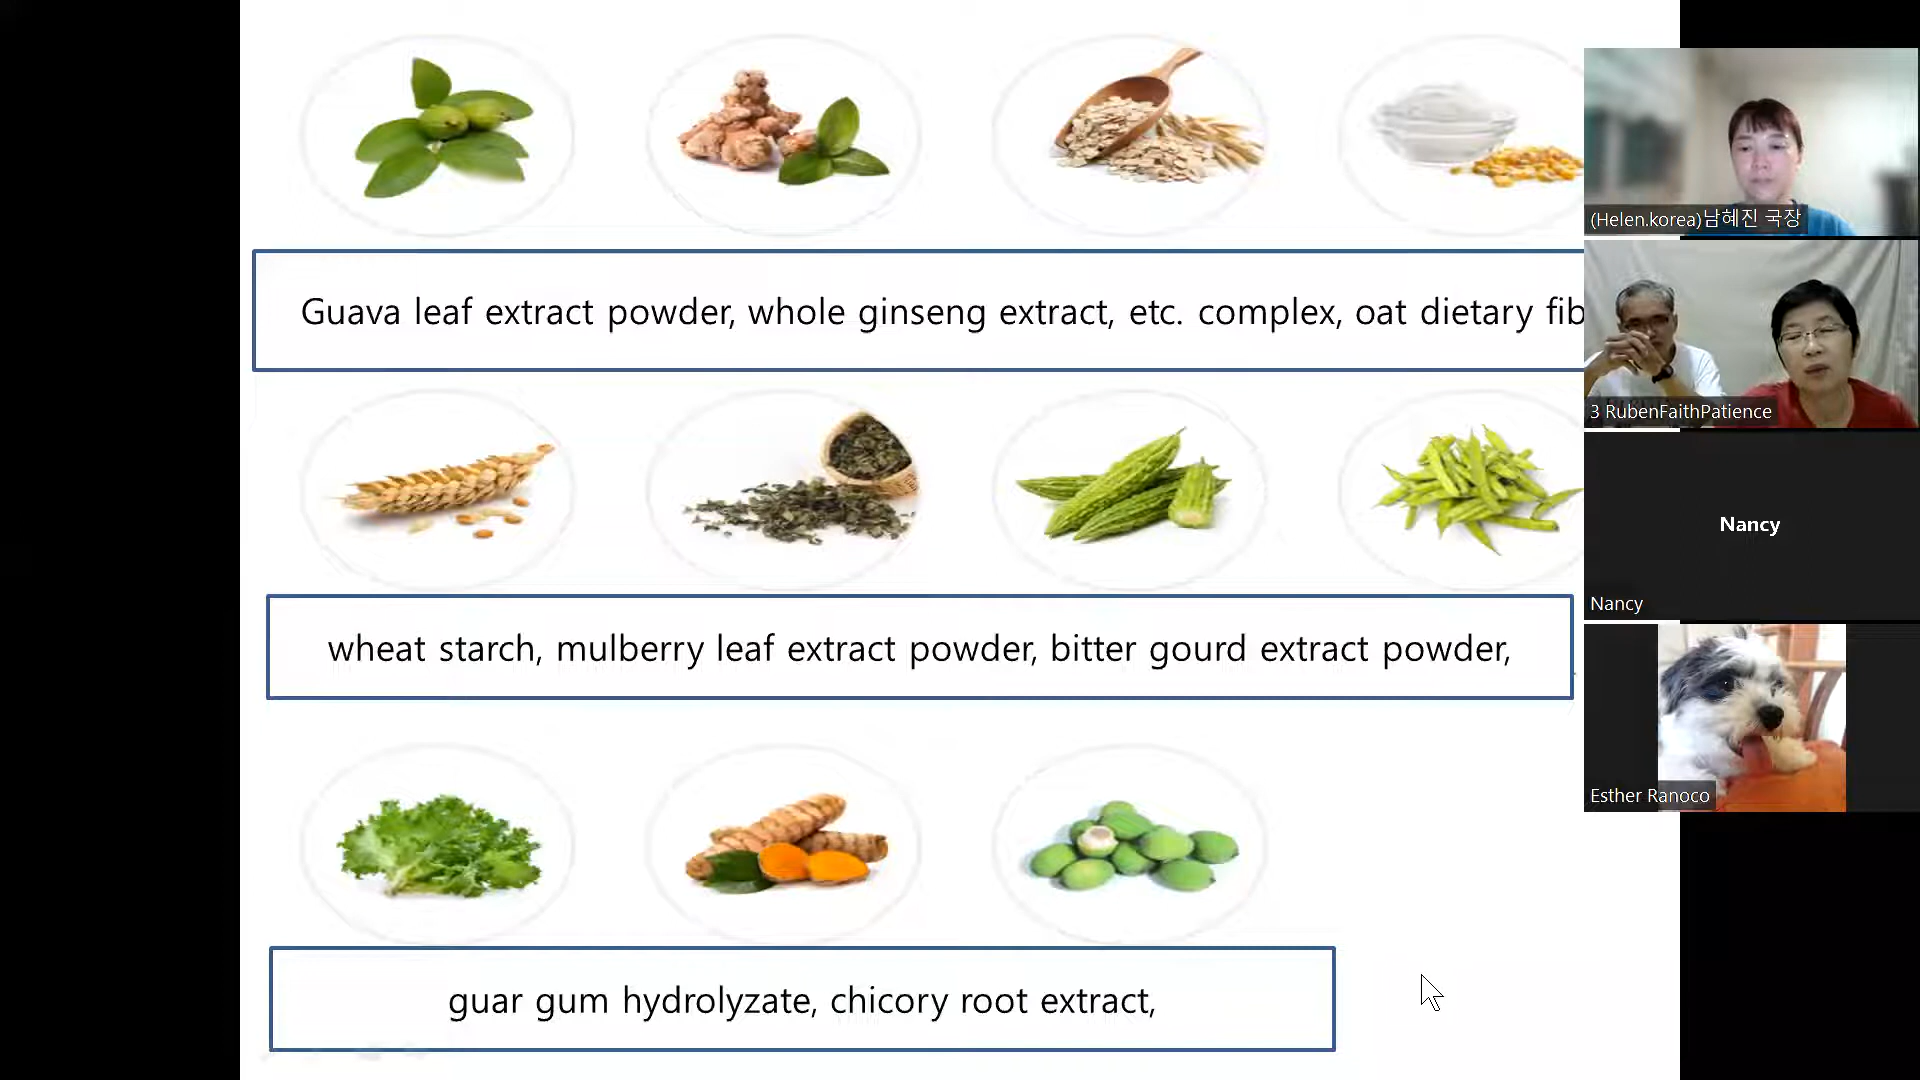 Guava leaf extract powder, whole ginseng extract, etc. complex, oat dietary
wheat starch, mulberry leaf extract powder, bitter gourd extract powder,
guar gum hydrolyzate, chicory root extract,
(Helen.korea)남혜진 국장
3 RubenFaithPatience
Nancy
Nancy
Esther Ranoco